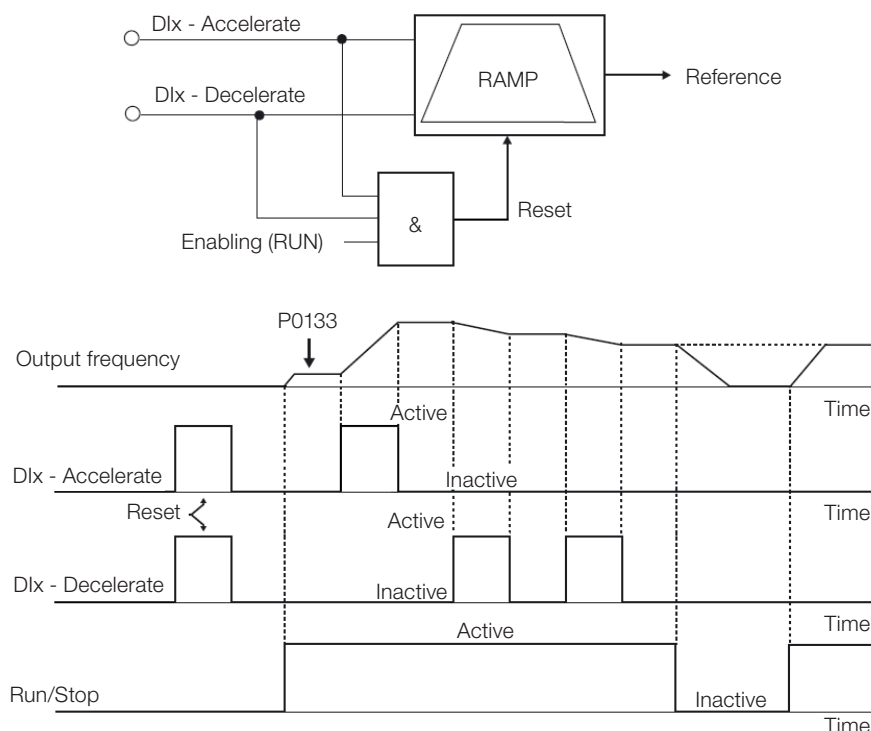 DIx - Accelerate
DIx - Decelerate
RAMP
Reference
&
Reset
Enabling (RUN)
P0133
Output frequency
Time
Active
DIx - Accelerate
Inactive
Time
Reset
Active
DIx - Decelerate
Inactive
Time
Active
Run/Stop
Inactive
Time